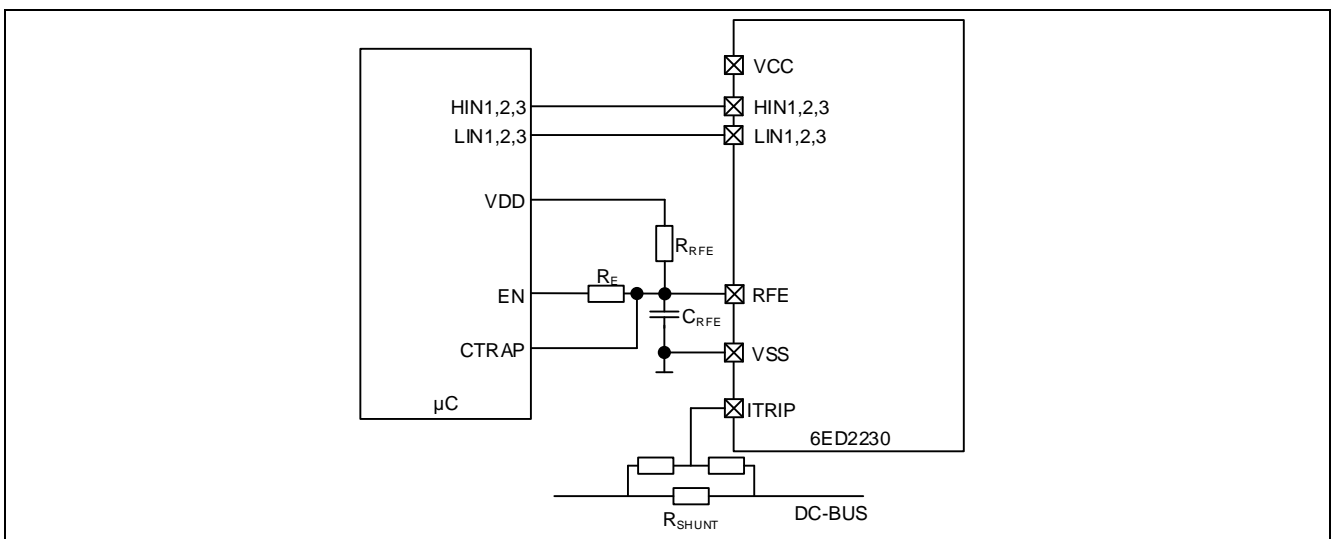 VCC
HIN1,2,3
HIN1,2,3
LIN1,2,3
LIN1,2,3
VDD
RRFE
RE
EN
RFE
CRFE
CTRAP
VSS
µC
ITRIP
6ED2230
RSHUNT
DC-BUS